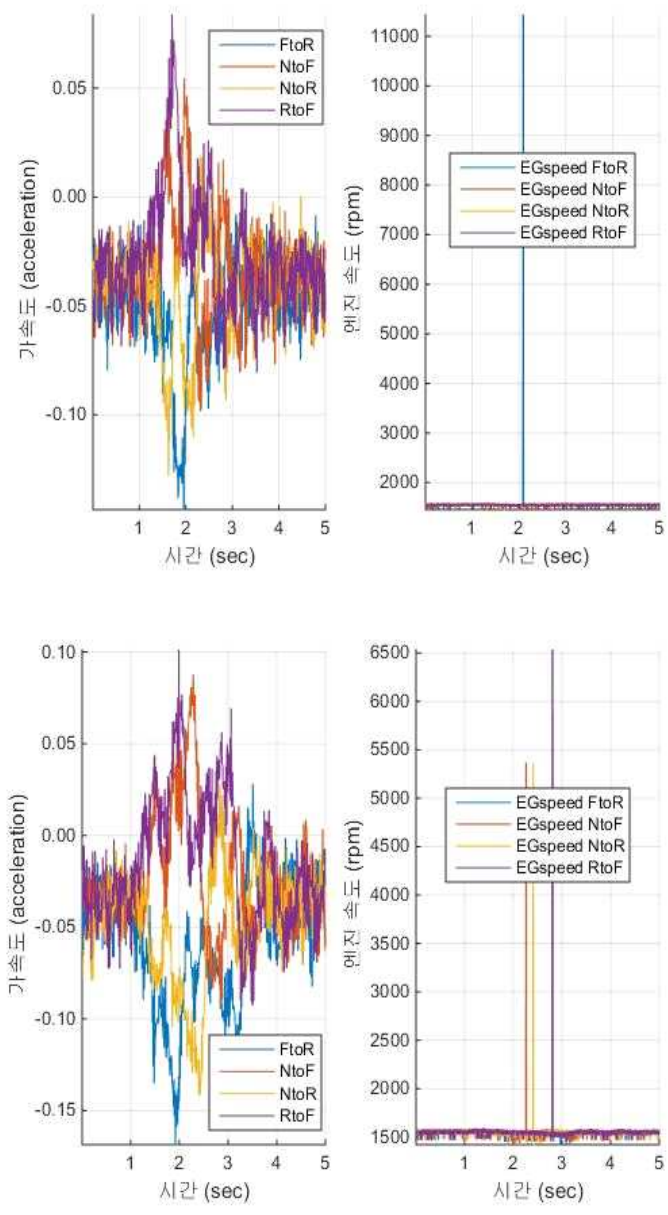 FtoR
NtoF
NtoR
RtoF
0.05
0.00
-0.05
-0.10
가속도 (acceleration)
1 2 3 4 5
시간 (sec)
11000
10000
9000
8000
7000
6000
5000
4000
3000
2000
엔진 속도 (rpm)
EGspeed FtoR
EGspeed NtoF
EGspeed NtoR
EGspeed RtoF
1 2 3 4 5
시간 (sec)
0.10
0.05
0.00
-0.05
-0.10
-0.15
가속도 (acceleration)
FtoR
NtoF
NtoR
RtoF
1 2 3 4 5
시간 (sec)
6500
6000
5500
5000
4500
4000
3500
3000
2500
2000
1500
엔진 속도 (rpm)
EGspeed FtoR
EGspeed NtoF
EGspeed NtoR
EGspeed RtoF
1 2 3 4 5
시간 (sec)